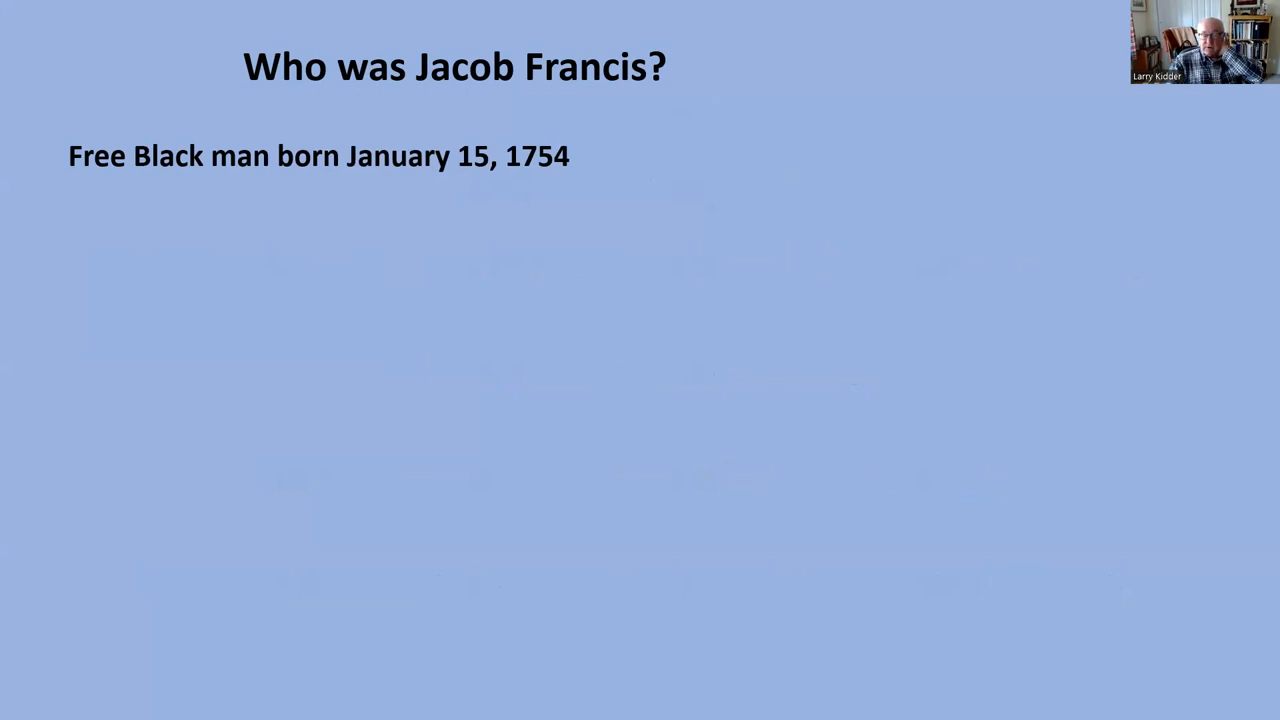 Who was Jacob Francis?
Larry Kidder
Free Black man born January 15, 1754